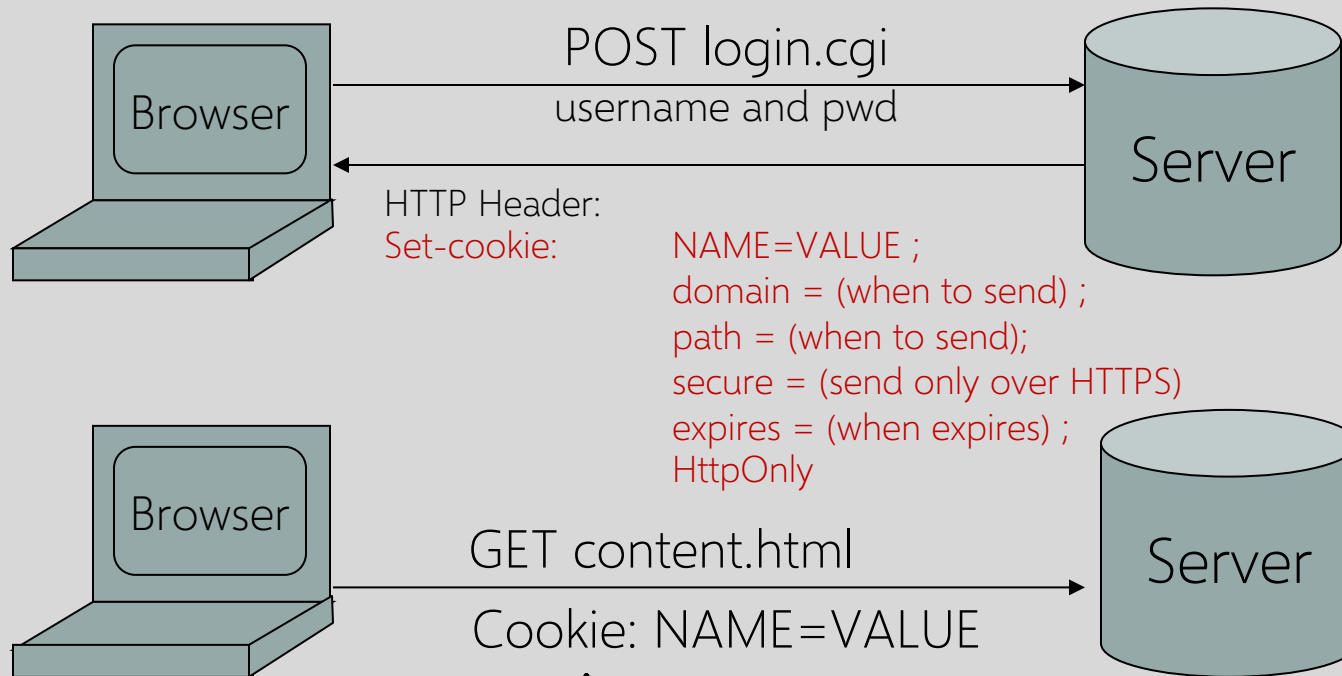 POST login.cgi
Browser
username and pwd
Server
HTTP Header:
Set-cookie: NAME=VALUE ;
domain = (when to send) ;
path = (when to send);
secure = (send only over HTTPS)
expires = (when expires) ;
HttpOnly
Browser
GET content.html
Server
Cookie: NAME=VALUE